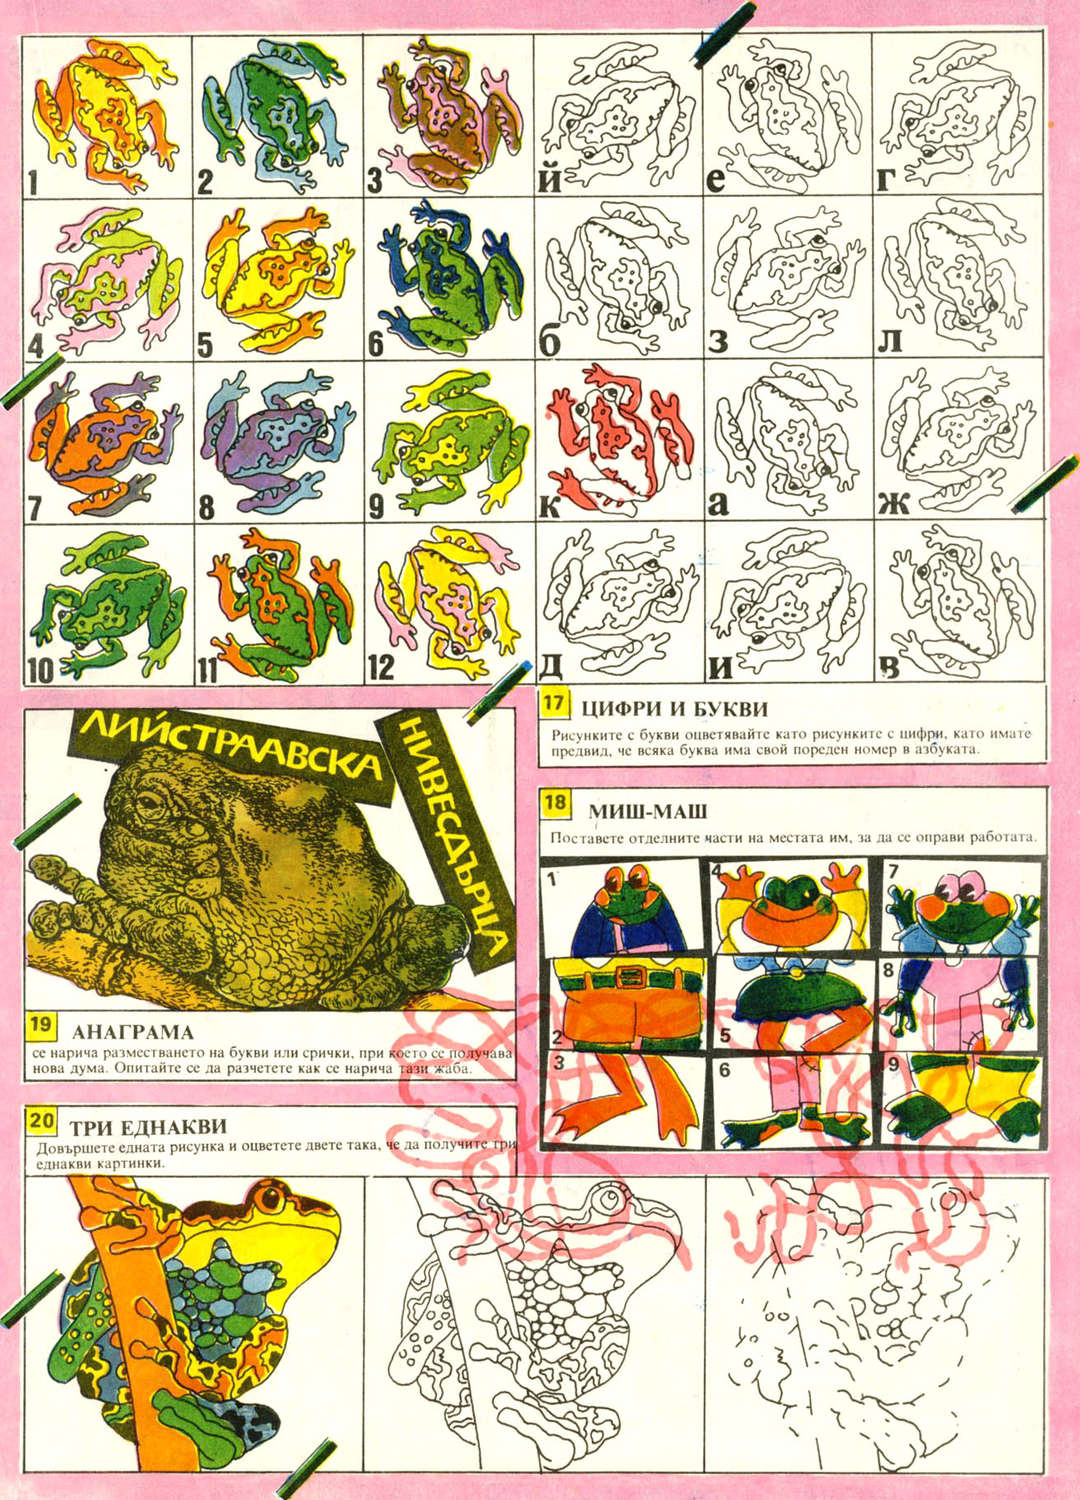 1 2 3 й е г
4 5 6 б з л
7 8 9 к а ж
10 11 12 д и в
17 ЦИФРИ И БУКВИ
Рисунките с букви оцветявайте като рисунките с цифри, като имате
предвид, че всяка буква има свой пореден номер в азбуката.
18 МИШ-МАШ
Поставете отделните части на местата им, за да се оправи работата.
1 4 7
2 5 8
3 6 9
ЛИЙСТРААВСКА
НИВЕСДЪРЦА
19 АНАГРАМА
се нарича разместването на букви или срички, при което се получава
нова дума. Опитайте се да разчетете как се нарича тази жаба.
20 ТРИ ЕДНАКВИ
Довършете едната рисунка и оцветете двете така, че да получите три
еднакви картинки.